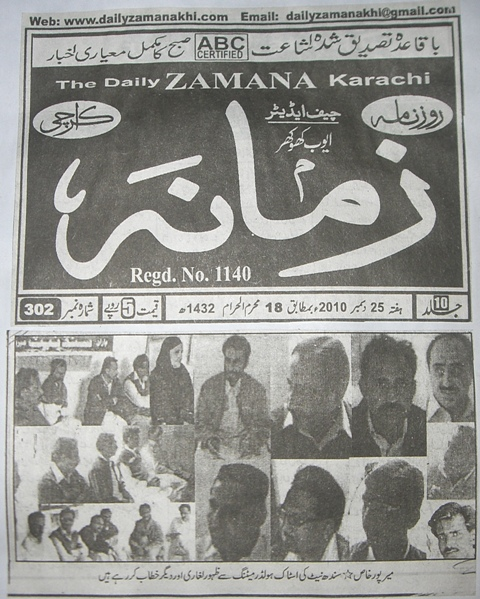 Web: www.dailyzamanakhi.com Email: dailyzamanakhi@gmail.com
باقاعدہ تصدیق شدہ اشاعت ABC CERTIFIED صبح کا مکمل معیاری اخبار
The Daily ZAMANA Karachi
روزنامہ چیف ایڈیٹر کراچی
ایوب کھوکھر
زمانہ
Regd. No. 1140
جلد 10 ہفتہ 25 دسمبر 2010ء بمطابق 18 محرم الحرام 1432ھ قیمت 5 روپے شمارہ نمبر 302
میرپورخاص سندھ نیٹ کی اسٹاک ہولڈر میٹنگ سے ظہور لغاری اور دیگر خطاب کر رہے ہیں